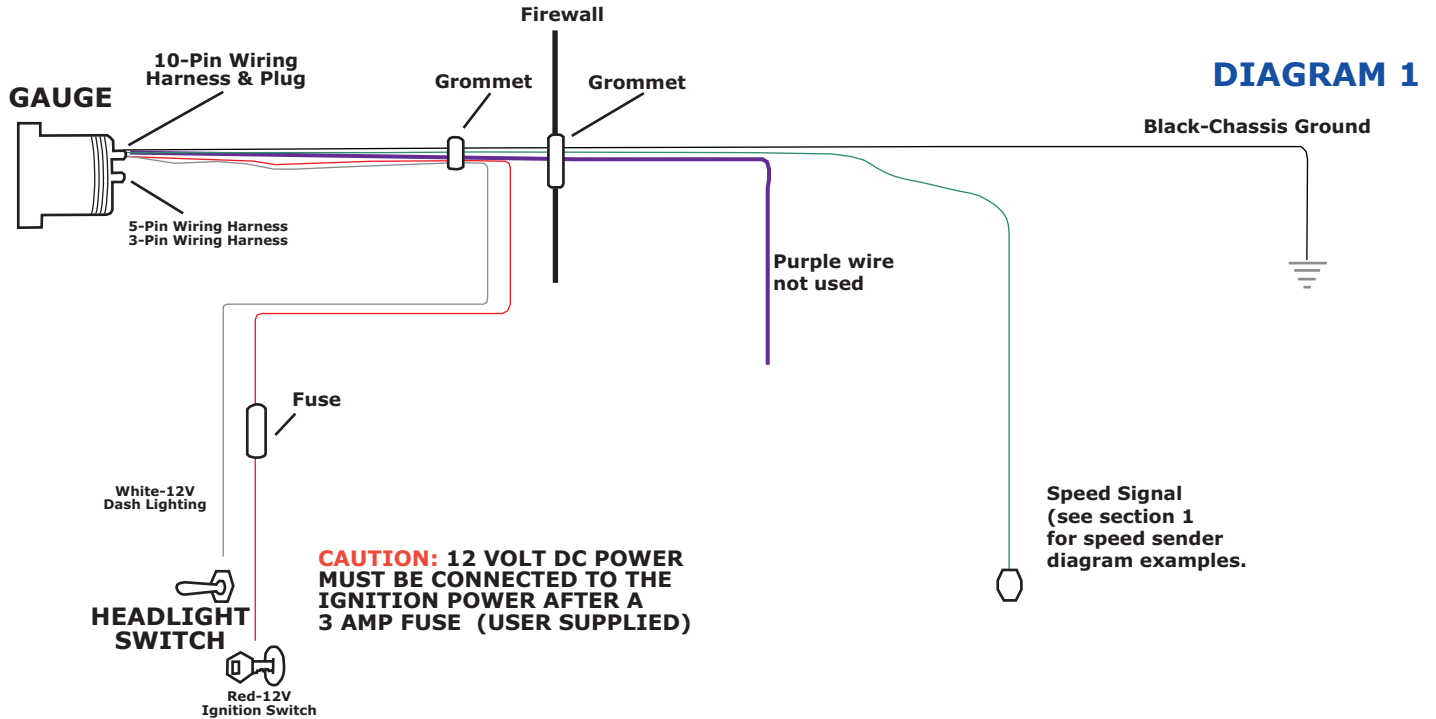 Firewall
10-Pin Wiring
Harness & Plug
Grommet
Grommet
DIAGRAM 1
GAUGE
Black-Chassis Ground
5-Pin Wiring Harness
3-Pin Wiring Harness
Purple wire
not used
Fuse
White-12V
Dash Lighting
Speed Signal
(see section 1
for speed sender
diagram examples.
CAUTION: 12 VOLT DC POWER
MUST BE CONNECTED TO THE
IGNITION POWER AFTER A
3 AMP FUSE (USER SUPPLIED)
HEADLIGHT
SWITCH
Red-12V
Ignition Switch